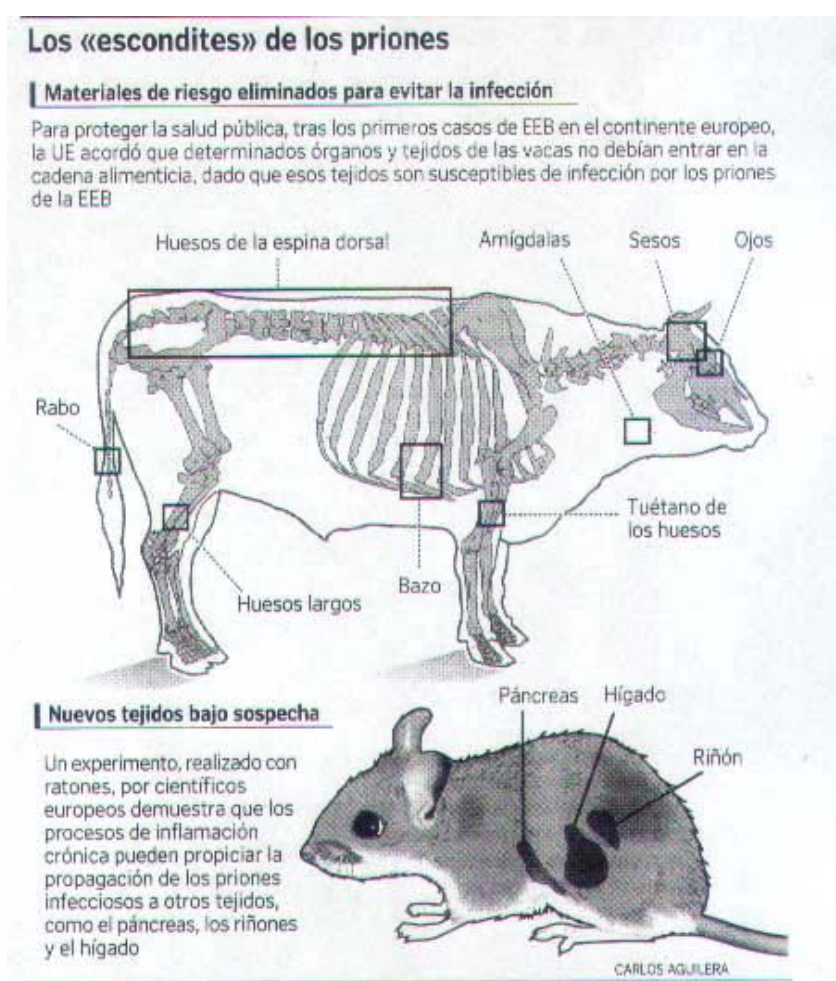 Los «escondites» de los priones
Materiales de riesgo eliminados para evitar la infección
Para proteger la salud pública, tras los primeros casos de EEB en el continente europeo,
la UE acordó que determinados órganos y tejidos de las vacas no debían entrar en la
cadena alimenticia, dado que esos tejidos son susceptibles de infección por los priones
de la EEB
Huesos de la espina dorsal
Amígdalas
Sesos
Ojos
Rabo
Tuétano de
los huesos
Bazo
Huesos largos
Nuevos tejidos bajo sospecha
Un experimento, realizado con
ratones, por científicos
europeos demuestra que los
procesos de inflamación
crónica pueden propiciar la
propagación de los priones
infecciosos a otros tejidos,
como el páncreas, los riñones
y el hígado
Páncreas
Hígado
Riñón
CARLOS AGUILERA